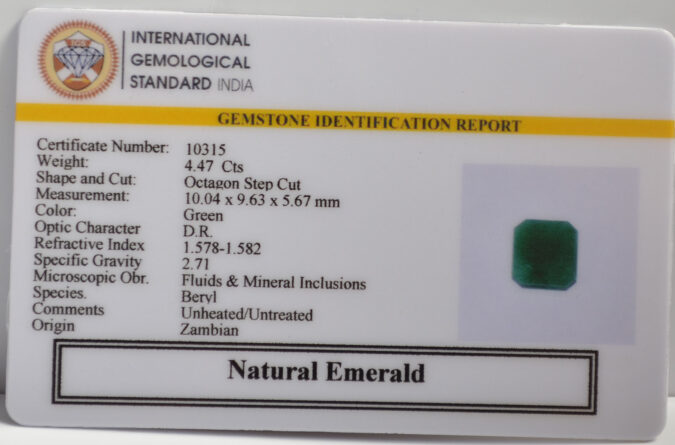 IGS
INTERNATIONAL
GEMOLOGICAL
STANDARD INDIA
GEMSTONE IDENTIFICATION REPORT
Certificate Number: 10315
Weight: 4.47 Cts
Shape and Cut: Octagon Step Cut
Measurement: 10.04 x 9.63 x 5.67 mm
Color: Green
Optic Character D.R.
Refractive Index 1.578-1.582
Specific Gravity 2.71
Microscopic Obr. Fluids & Mineral Inclusions
Species. Beryl
Comments Unheated/Untreated
Origin Zambian
Natural Emerald